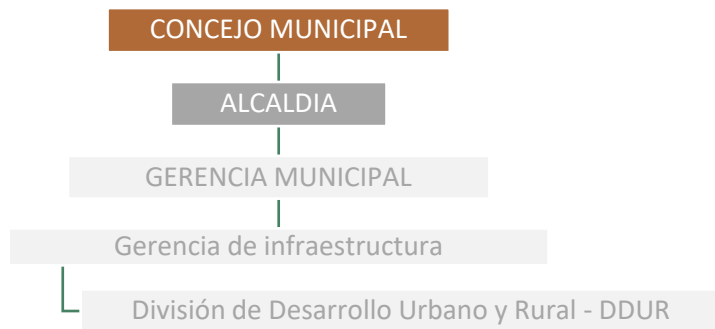 CONCEJO MUNICIPAL
ALCALDIA
GERENCIA MUNICIPAL
Gerencia de infraestructura
División de Desarrollo Urbano y Rural - DDUR